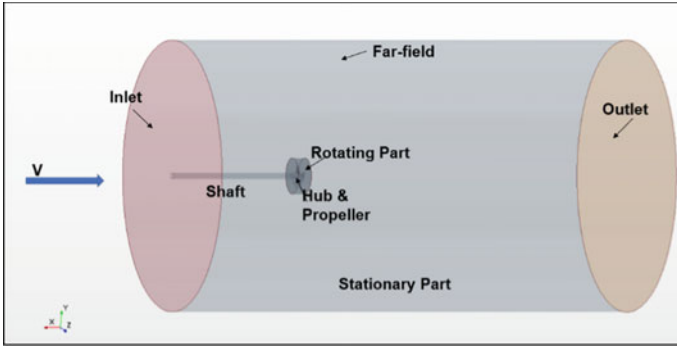 Far-field
Inlet
Outlet
Rotating Part
V
Shaft
Hub &
Propeller
Stationary Part
Y
X
Z